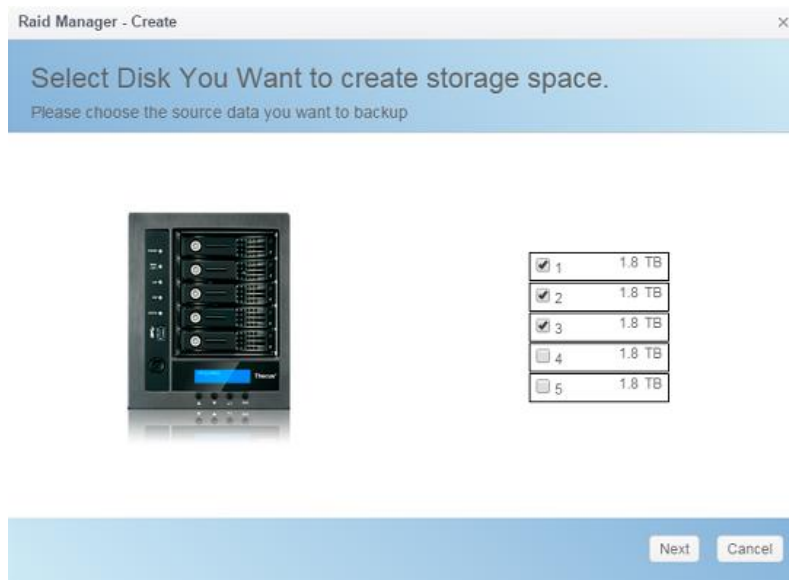 Raid Manager - Create ×
Select Disk You Want to create storage space.
Please choose the source data you want to backup
1 1.8 TB
2 1.8 TB
3 1.8 TB
4 1.8 TB
5 1.8 TB
Thecus
Next Cancel